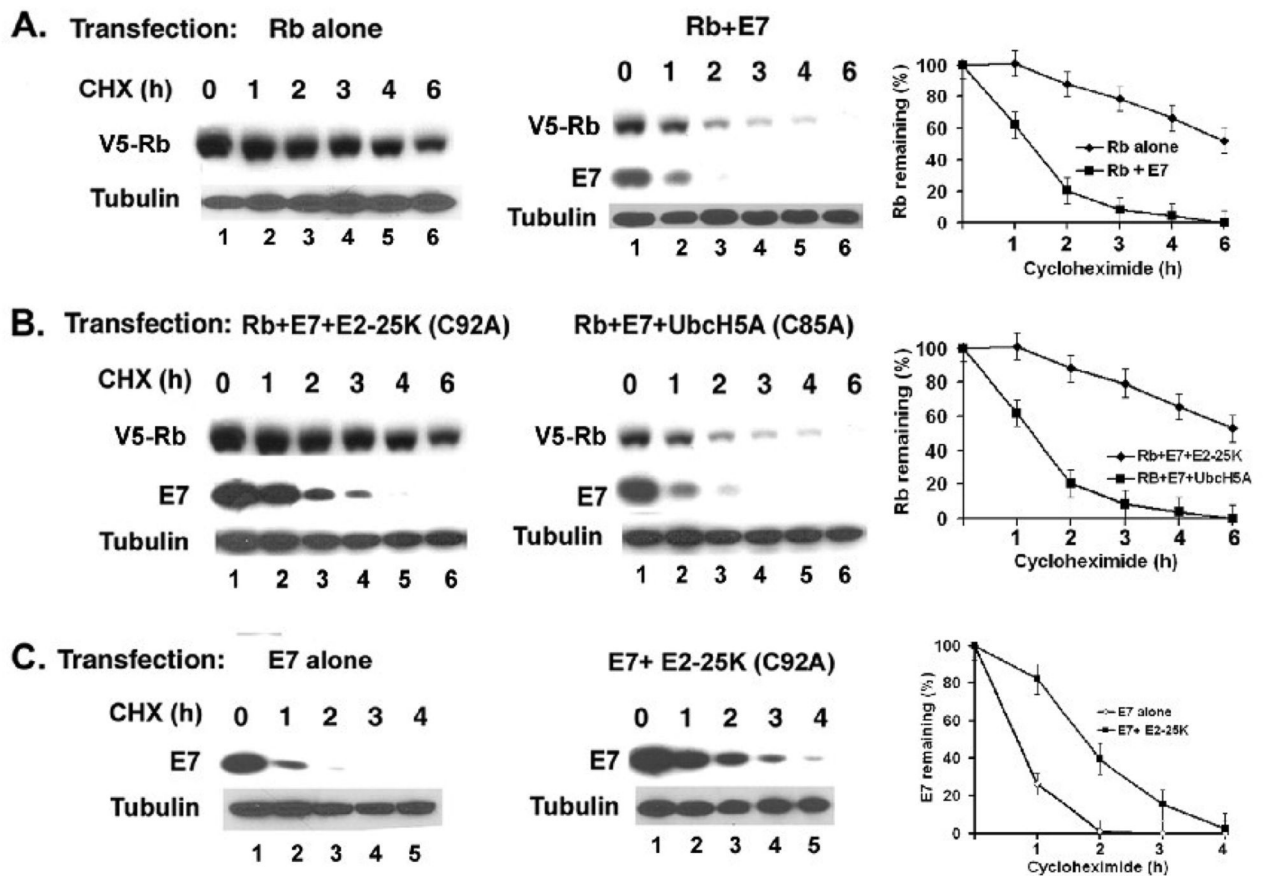 A. Transfection: Rb alone
CHX (h) 0 1 2 3 4 6
V5-Rb
Tubulin
1 2 3 4 5 6
Rb+E7
0 1 2 3 4 6
V5-Rb
E7
Tubulin
1 2 3 4 5 6
Rb remaining (%)
100
80
60
40
20
0
Rb alone
Rb + E7
1 2 3 4 6
Cycloheximide (h)
B. Transfection: Rb+E7+E2-25K (C92A)
CHX (h) 0 1 2 3 4 6
V5-Rb
E7
Tubulin
1 2 3 4 5 6
Rb+E7+UbcH5A (C85A)
0 1 2 3 4 6
V5-Rb
E7
Tubulin
1 2 3 4 5 6
Rb remaining (%)
100
80
60
40
20
0
Rb+E7+E2-25K
RB+E7+UbcH5A
1 2 3 4 6
Cycloheximide (h)
C. Transfection: E7 alone
CHX (h) 0 1 2 3 4
E7
Tubulin
1 2 3 4 5
E7+ E2-25K (C92A)
0 1 2 3 4
E7
Tubulin
1 2 3 4 5
E7 remaining (%)
100
80
60
40
20
0
E7 alone
E7+ E2-25K
1 2 3 4
Cycloheximide (h)